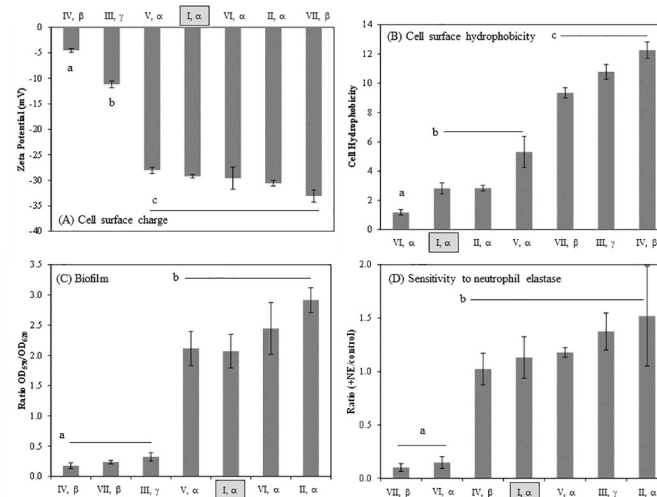 IV, β III, γ V, α I, α VI, α II, α VII, β
0
-5
-10
-15
-20
-25
-30
-35
-40
Zeta Potential (mV)
a
b
c
(A) Cell surface charge
(B) Cell surface hydrophobicity
14
12
10
8
6
4
2
0
Cell Hydrophobicity
a
b
c
VI, α I, α II, α V, α VII, β III, γ IV, β
(C) Biofilm
3.5
3.0
2.5
2.0
1.5
1.0
0.5
0.0
Ratio OD570/OD620
a
b
IV, β VII, β III, γ V, α I, α VI, α II, α
(D) Sensitivity to neutrophil elastase
2.0
1.5
1.0
0.5
0.0
Ratio (+NE/control)
a
b
VII, β VI, α IV, β I, α V, α III, γ II, α